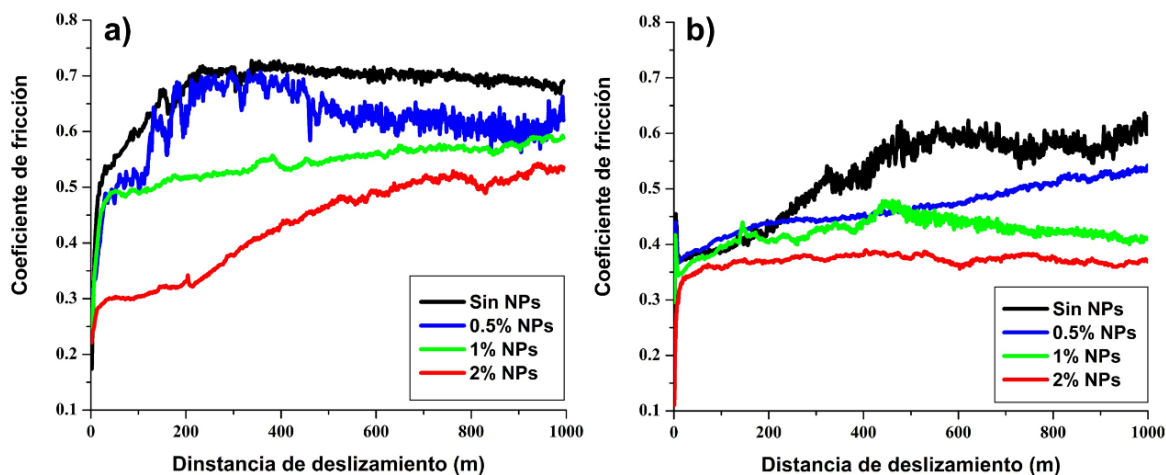 a)
Coeficiente de fricción
0.8
0.7
0.6
0.5
0.4
0.3
0.2
0.1
0
200
400
600
800
1000
Dinstancia de deslizamiento (m)
Sin NPs
0.5% NPs
1% NPs
2% NPs
b)
Coeficiente de fricción
0.8
0.7
0.6
0.5
0.4
0.3
0.2
0.1
0
200
400
600
800
1000
Distancia de deslizamiento (m)
Sin NPs
0.5% NPs
1% NPs
2% NPs